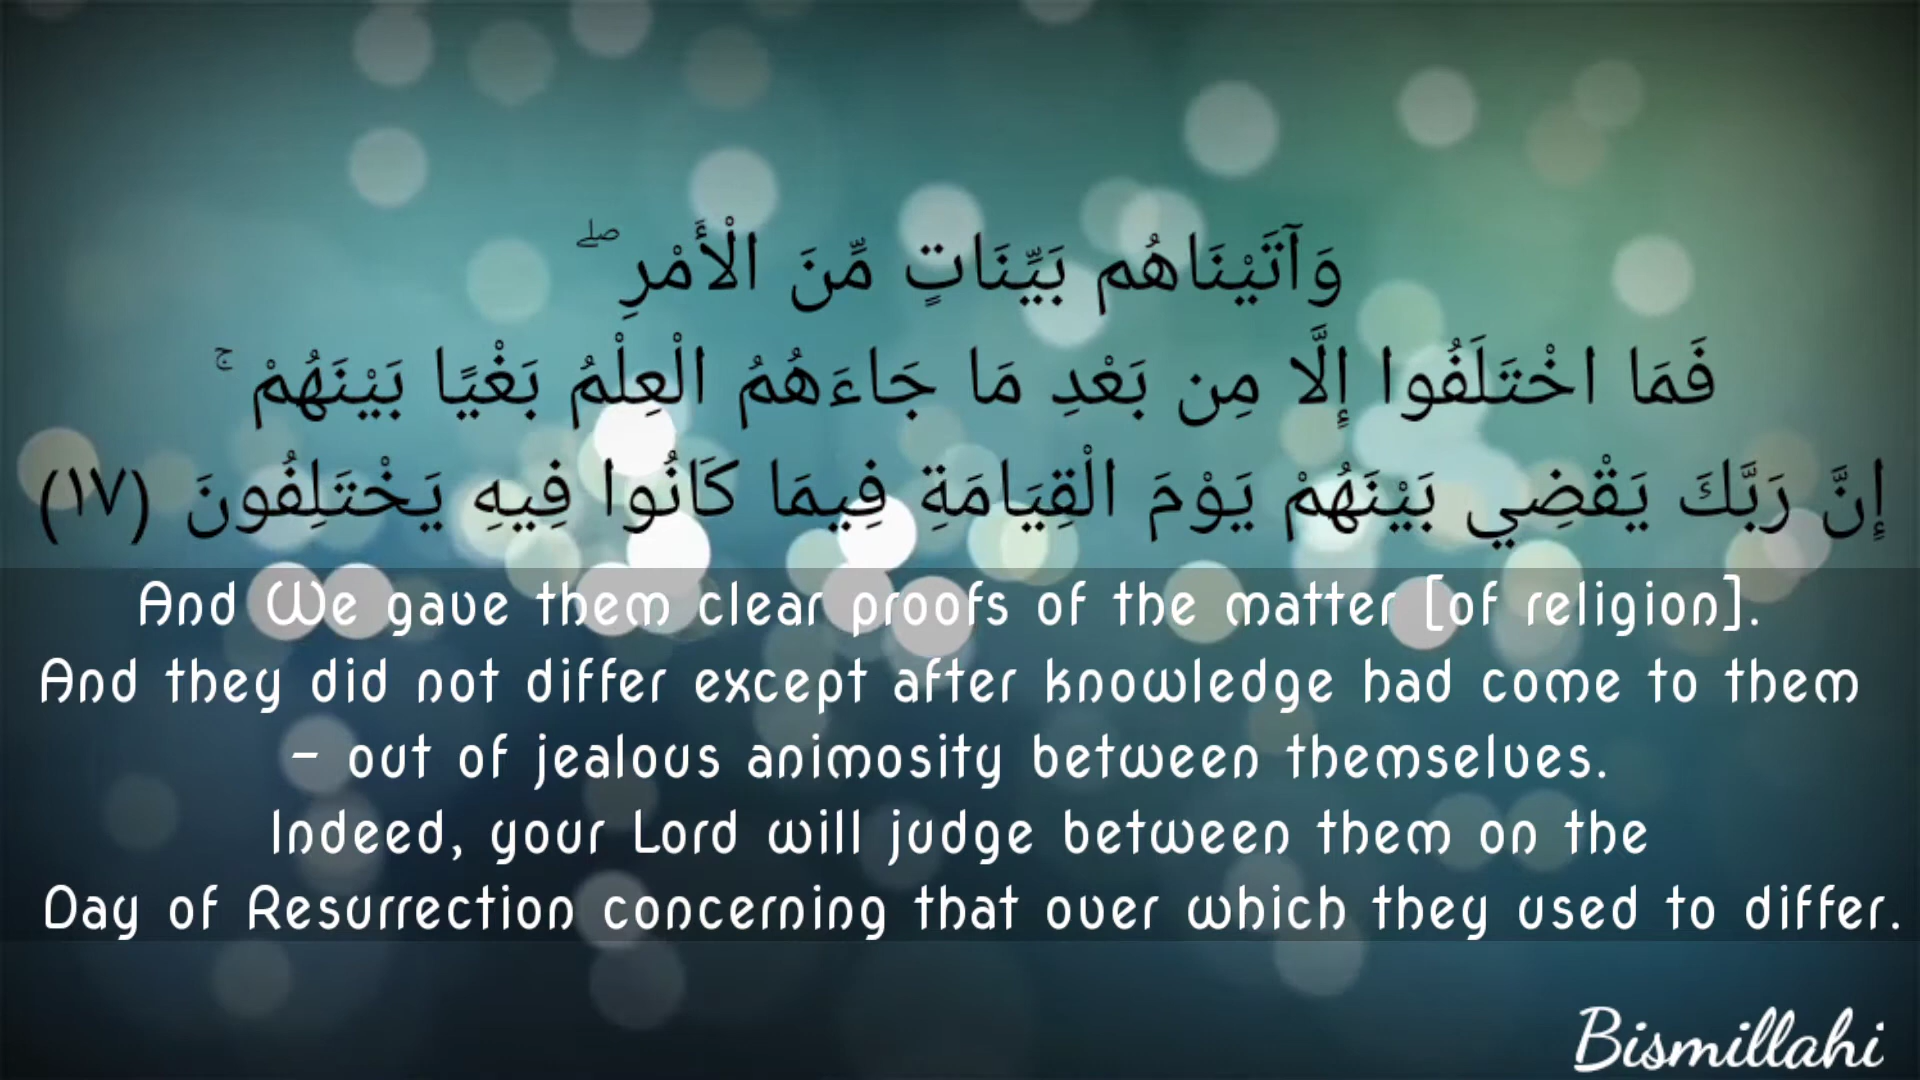 وَآتَيْنَاهُم بَيِّنَاتٍ مِّنَ الْأَمْرِ ۖ
فَمَا اخْتَلَفُوا إِلَّا مِن بَعْدِ مَا جَاءَهُمُ الْعِلْمُ بَغْيًا بَيْنَهُمْ ۚ
إِنَّ رَبَّكَ يَقْضِي بَيْنَهُمْ يَوْمَ الْقِيَامَةِ فِيمَا كَانُوا فِيهِ يَخْتَلِفُونَ (١٧)
And We gave them clear proofs of the matter [of religion].
And they did not differ except after knowledge had come to them
- out of jealous animosity between themselves.
Indeed, your Lord will judge between them on the
Day of Resurrection concerning that over which they used to differ.
Bismillahi